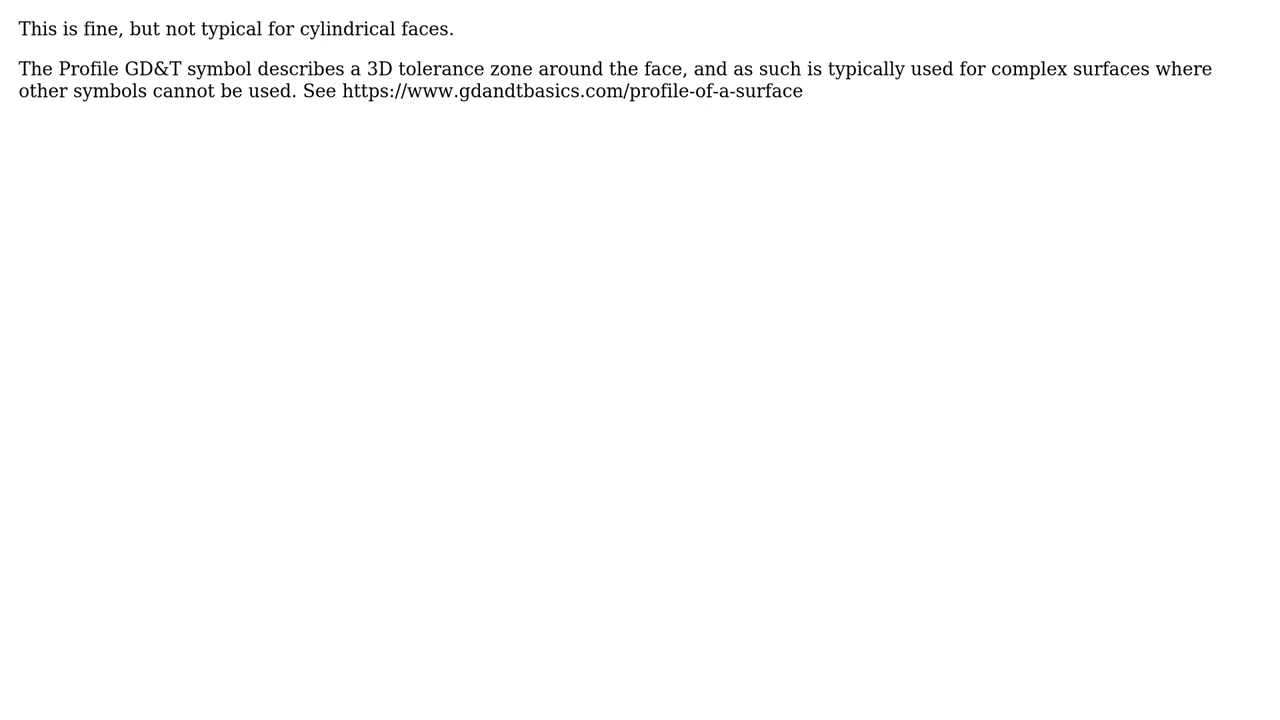 This is fine, but not typical for cylindrical faces.
The Profile GD&T symbol describes a 3D tolerance zone around the face, and as such is typically used for complex surfaces where
other symbols cannot be used. See https://www.gdandtbasics.com/profile-of-a-surface